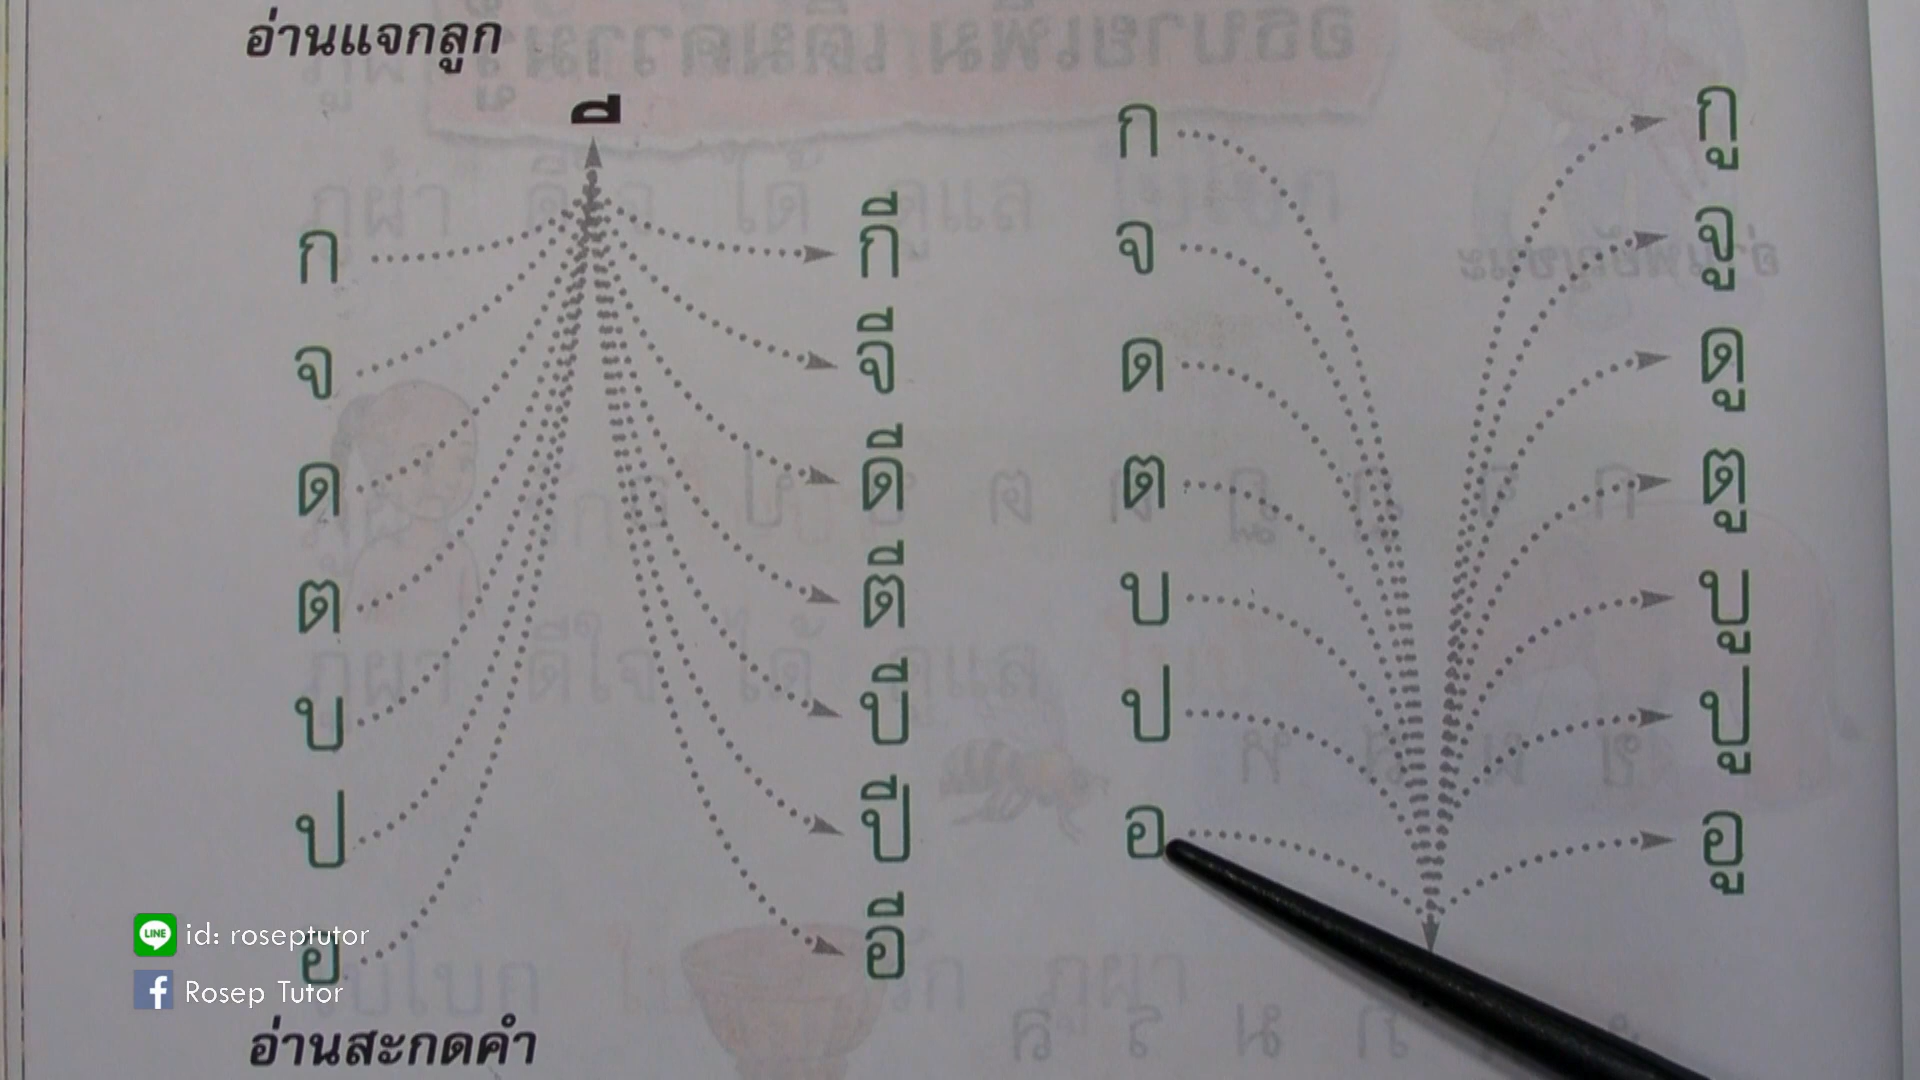 อ่านแจกลูก
ี
ก กี
จ จี
ด ดี
ต ตี
บ บี
ป ปี
อ อี
ก กู
จ จู
ด ดู
ต ตู
บ บู
ป ปู
อ อู
LINE id: roseptutor
f Rosep Tutor
อ่านสะกดคำ